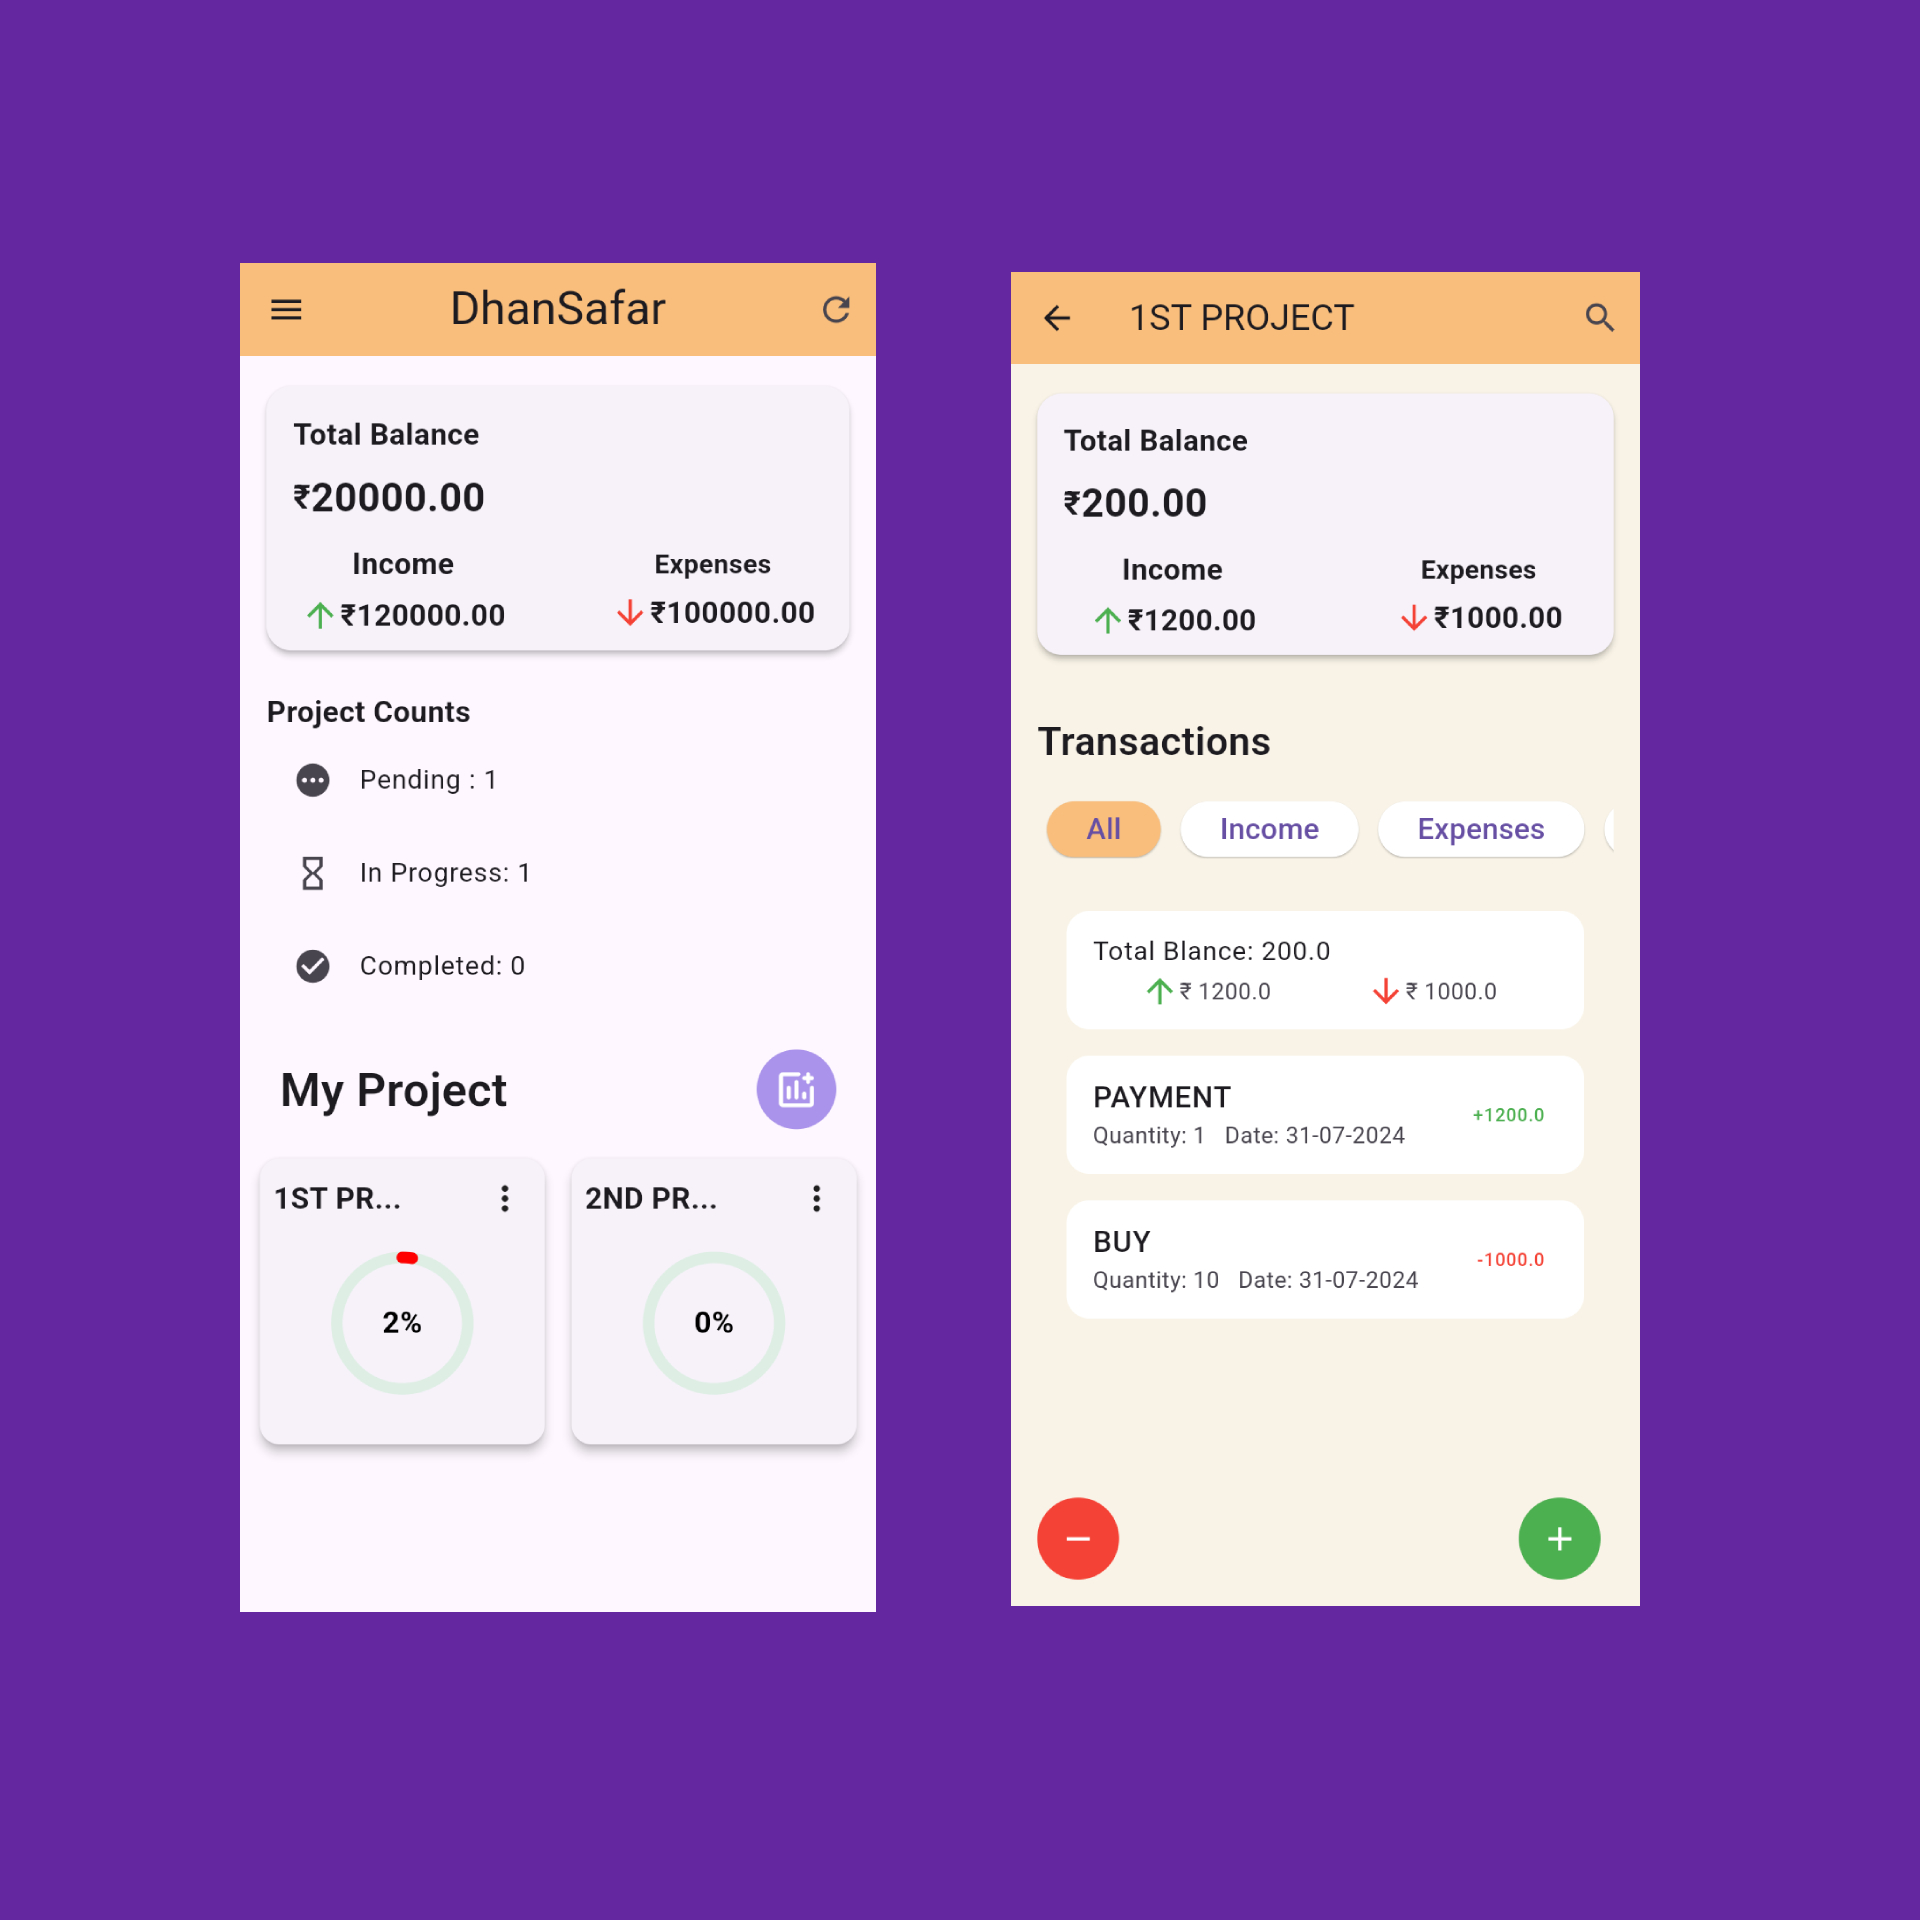 DhanSafar
Total Balance
₹20000.00
Income Expenses
₹120000.00 ₹100000.00
Project Counts
Pending : 1
In Progress: 1
Completed: 0
My Project
1ST PR... 2ND PR...
2% 0%
1ST PROJECT
Total Balance
₹200.00
Income Expenses
₹1200.00 ₹1000.00
Transactions
All Income Expenses
Total Blance: 200.0
₹ 1200.0 ₹ 1000.0
PAYMENT
+1200.0
Quantity: 1 Date: 31-07-2024
BUY
-1000.0
Quantity: 10 Date: 31-07-2024